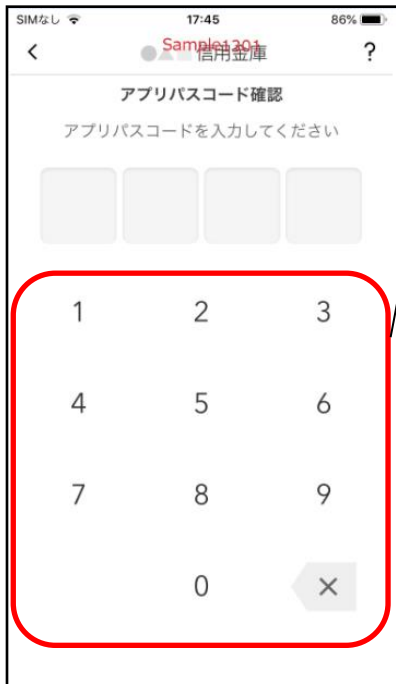 SIMなし 17:45 86%
< ●▲■信用金庫 ?
Sample1301
アプリパスコード確認
アプリパスコードを入力してください
1 2 3
4 5 6
7 8 9
0 ×